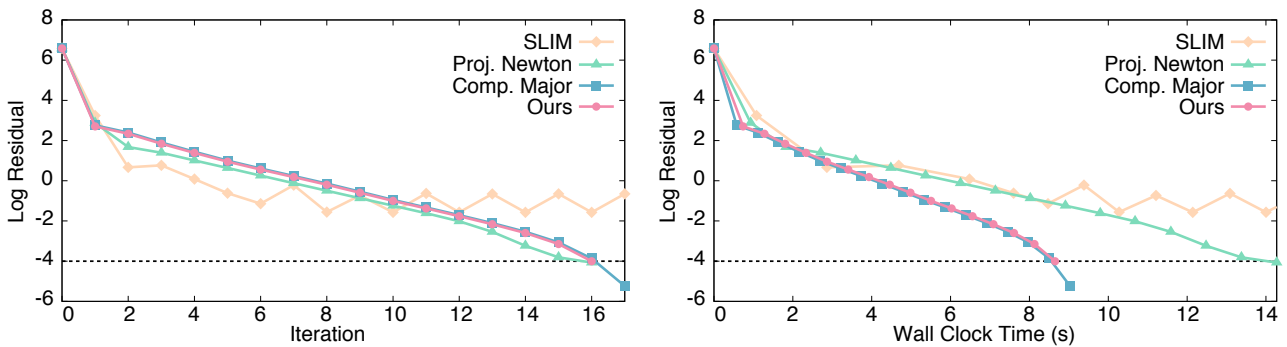 8
6
4
2
0
-2
-4
-6
Log Residual
SLIM
Proj. Newton
Comp. Major
Ours
0 2 4 6 8 10 12 14 16
Iteration
8
6
4
2
0
-2
-4
-6
Log Residual
SLIM
Proj. Newton
Comp. Major
Ours
0 2 4 6 8 10 12 14
Wall Clock Time (s)